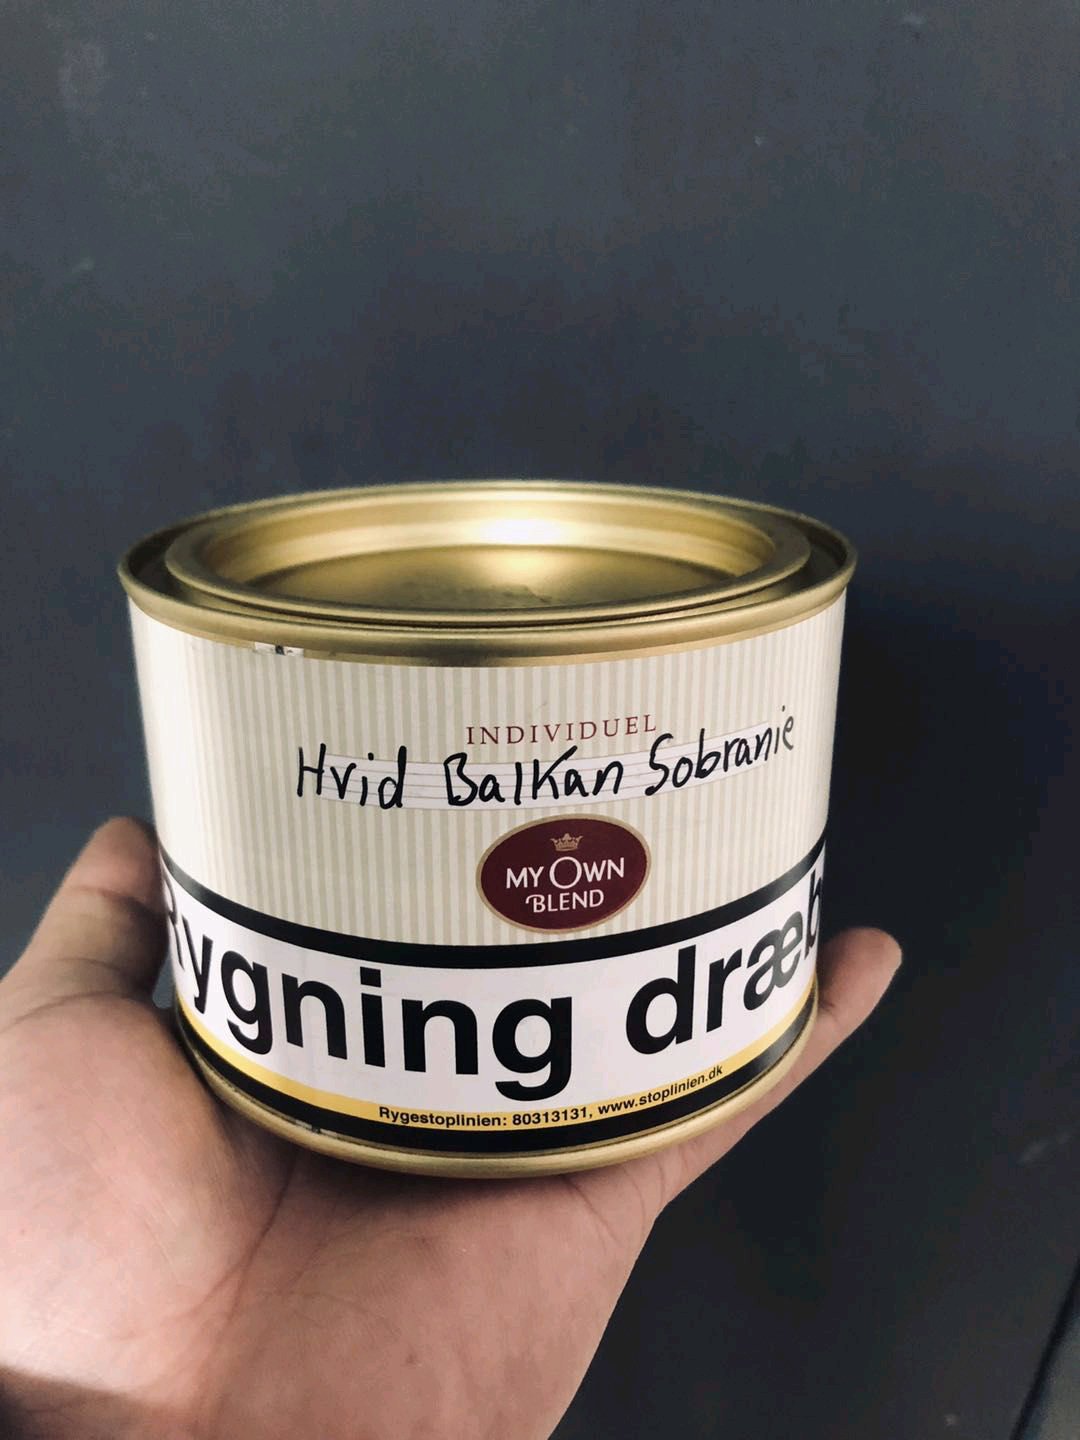 INDIVIDUEL
Hvid Balkan Sobranie
MY OWN
BLEND
Rygning dræb
Rygestoplinien: 80313131, www.stoplinien.dk